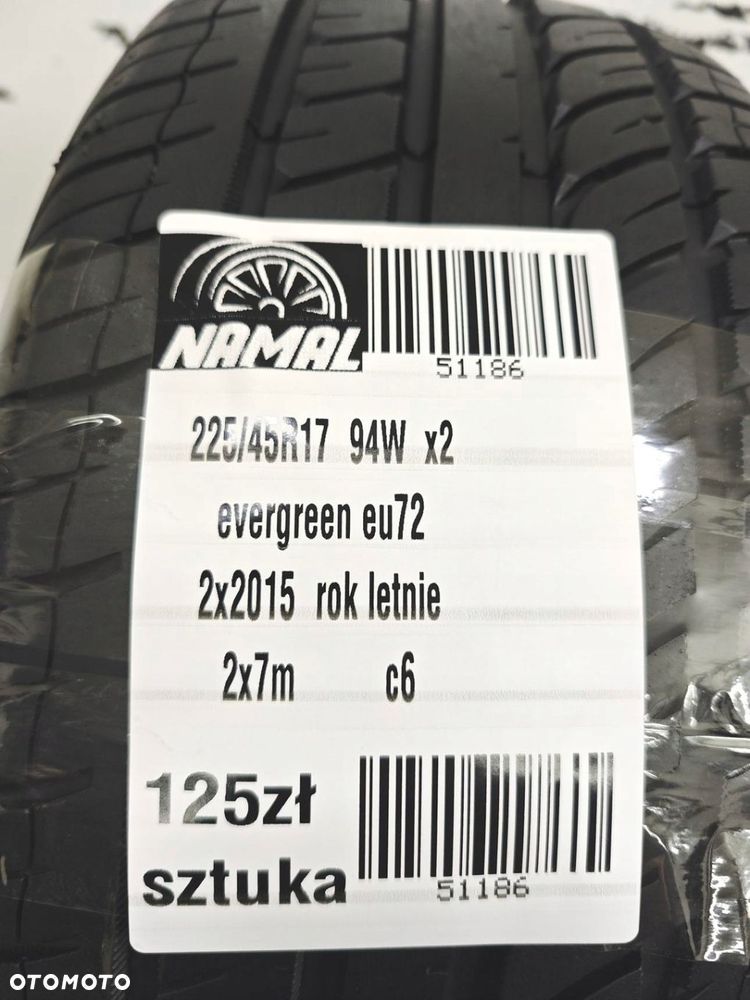 NAMAL
51186
225/45R17 94W x2
evergreen eu72
2x2015 rok letnie
2x7m c6
125zł
sztuka
51186
OTOMOTO